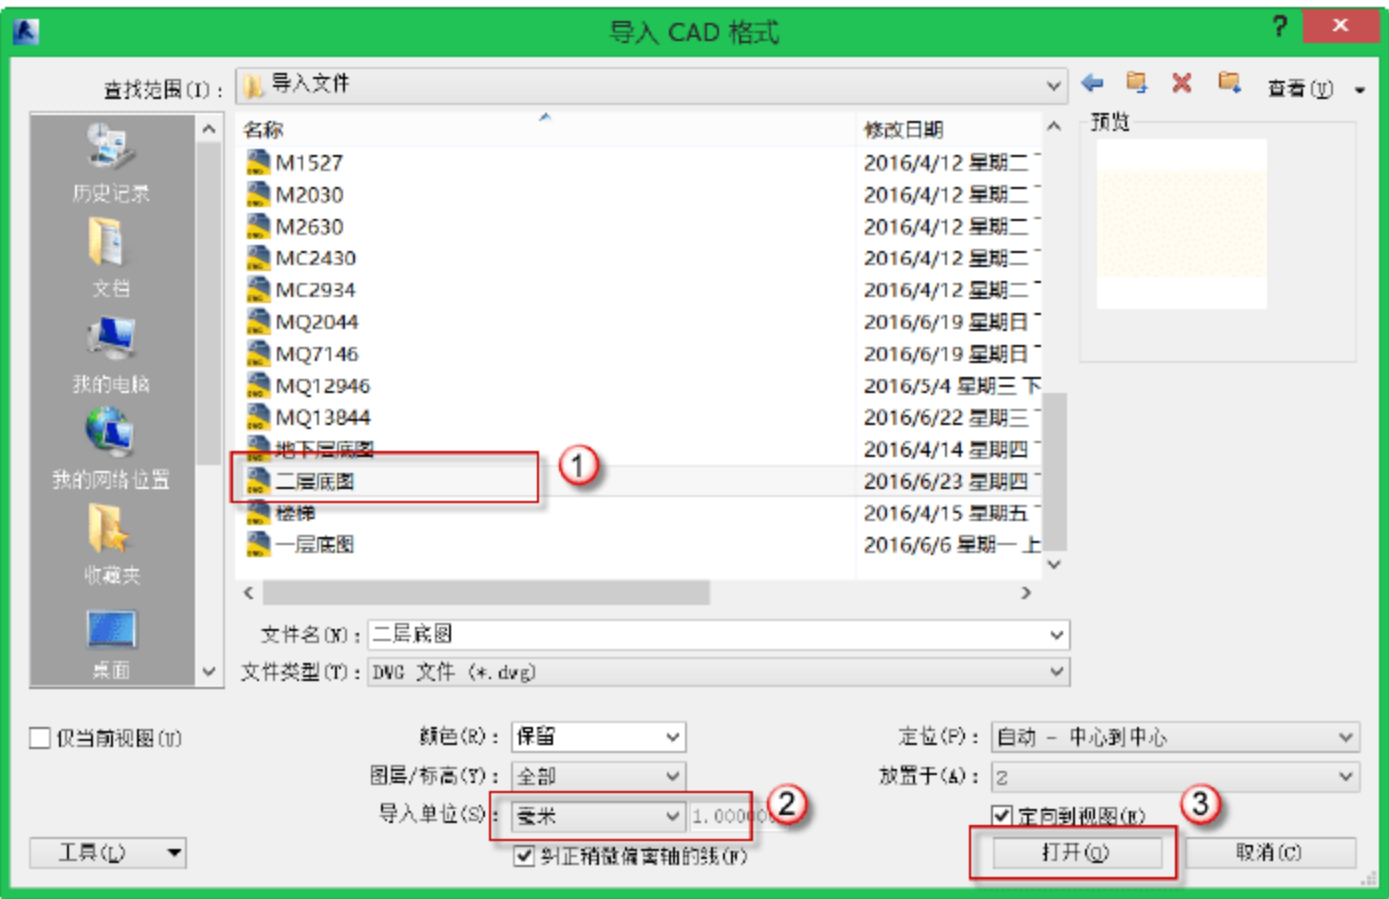 导入 CAD 格式
?
查找范围(I)： 导入文件 查看(V)
历史记录
文档
我的电脑
我的网络位置
收藏夹
桌面
名称 修改日期
M1527 2016/4/12 星期二
M2030 2016/4/12 星期二
M2630 2016/4/12 星期二
MC2430 2016/4/12 星期二
MC2934 2016/4/12 星期二
MQ2044 2016/6/19 星期日
MQ7146 2016/6/19 星期日
MQ12946 2016/5/4 星期三 下
MQ13844 2016/6/22 星期三
地下层底图 2016/4/14 星期四
二层底图 2016/6/23 星期四
楼梯 2016/4/15 星期五
一层底图 2016/6/6 星期一 上
1
预览
文件名(N)： 二层底图
文件类型(T)： DWG 文件 (*.dwg)
仅当前视图(U)
颜色(R)： 保留
图层/标高(Y)： 全部
导入单位(S)： 毫米 1.00000
2
纠正稍微偏离轴的线(F)
定位(P)： 自动 - 中心到中心
放置于(A)： 2
定向到视图(E)
3
工具(L)
打开(O)
取消(C)